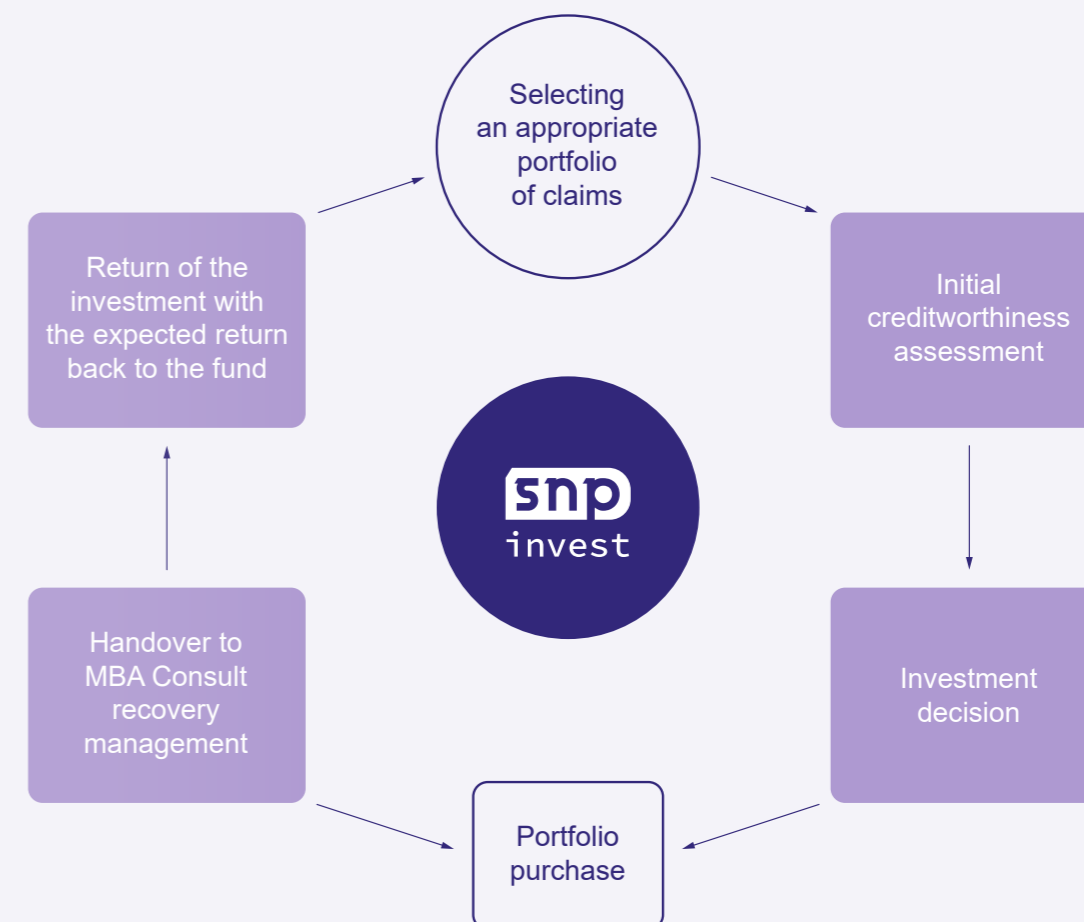 Selecting
an appropriate
portfolio
of claims
Return of the
investment with
the expected return
back to the fund
Initial
creditworthiness
assessment
snp
invest
Handover to
MBA Consult
recovery
management
Investment
decision
Portfolio
purchase